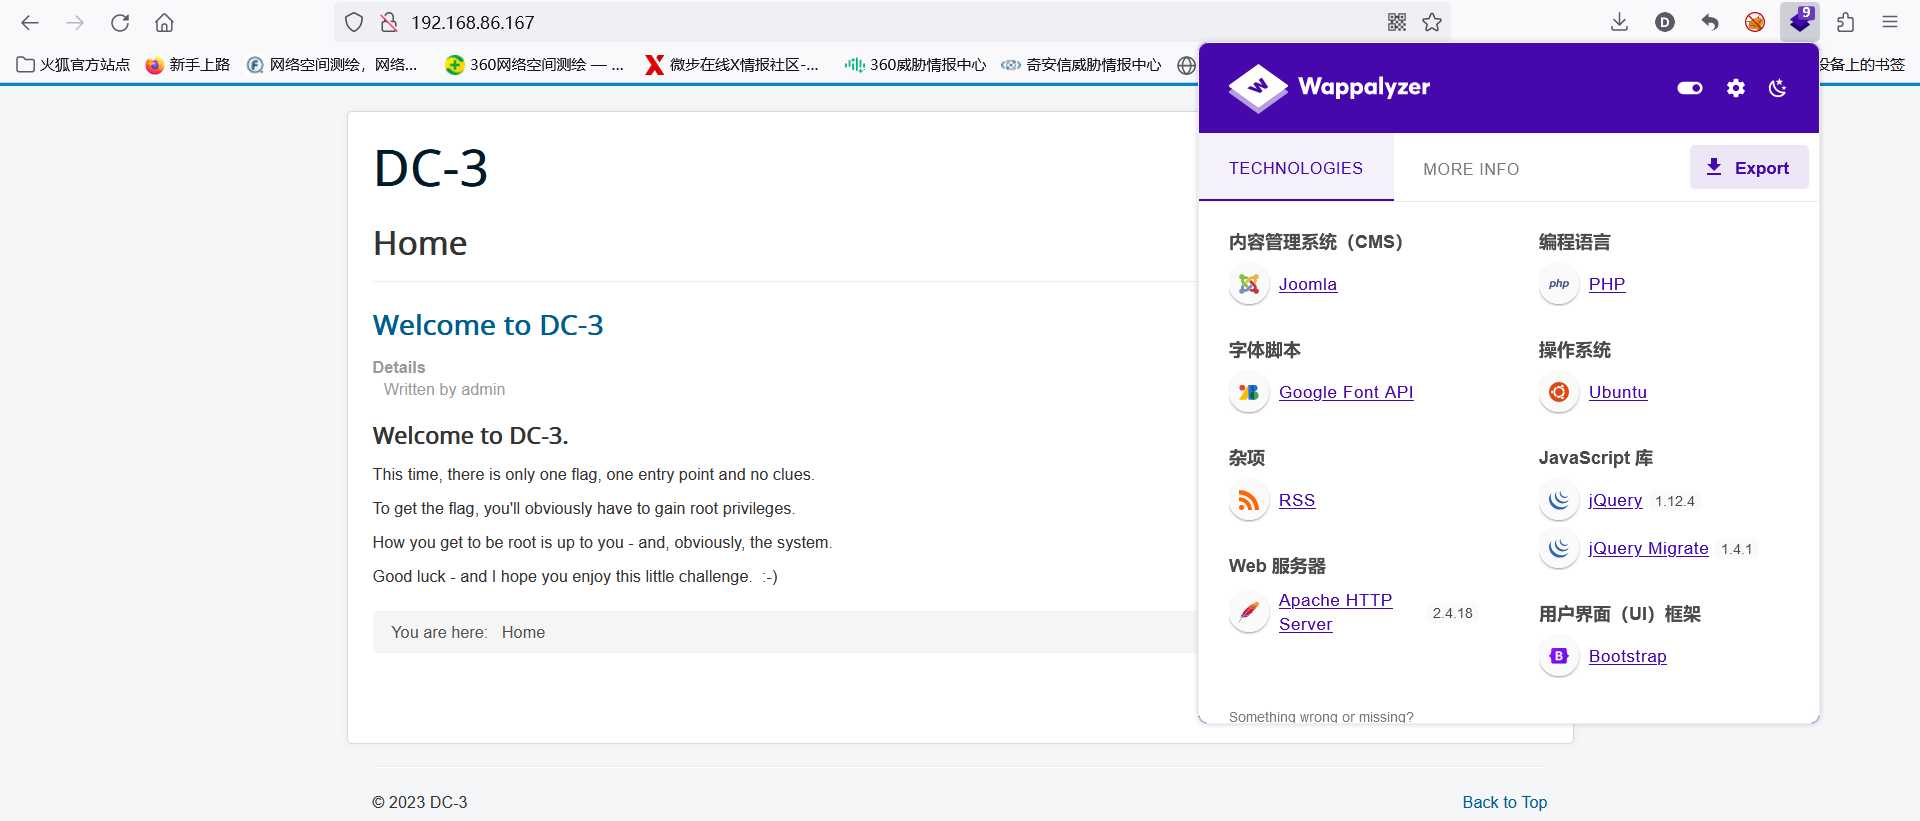 192.168.86.167
D
9
火狐官方站点
新手上路
网络空间测绘，网络...
360网络空间测绘 — ...
微步在线X情报社区-...
360威胁情报中心
奇安信威胁情报中心
设备上的书签
DC-3
Home
Welcome to DC-3
Details
Written by admin
Welcome to DC-3.
This time, there is only one flag, one entry point and no clues.
To get the flag, you'll obviously have to gain root privileges.
How you get to be root is up to you - and, obviously, the system.
Good luck - and I hope you enjoy this little challenge.  :-)
You are here: Home
© 2023 DC-3
Back to Top
Wappalyzer
TECHNOLOGIES
MORE INFO
Export
内容管理系统（CMS）
Joomla
字体脚本
Google Font API
杂项
RSS
Web 服务器
Apache HTTP
Server
2.4.18
编程语言
php
PHP
操作系统
Ubuntu
JavaScript 库
jQuery 1.12.4
jQuery Migrate 1.4.1
用户界面（UI）框架
B
Bootstrap
Something wrong or missing?